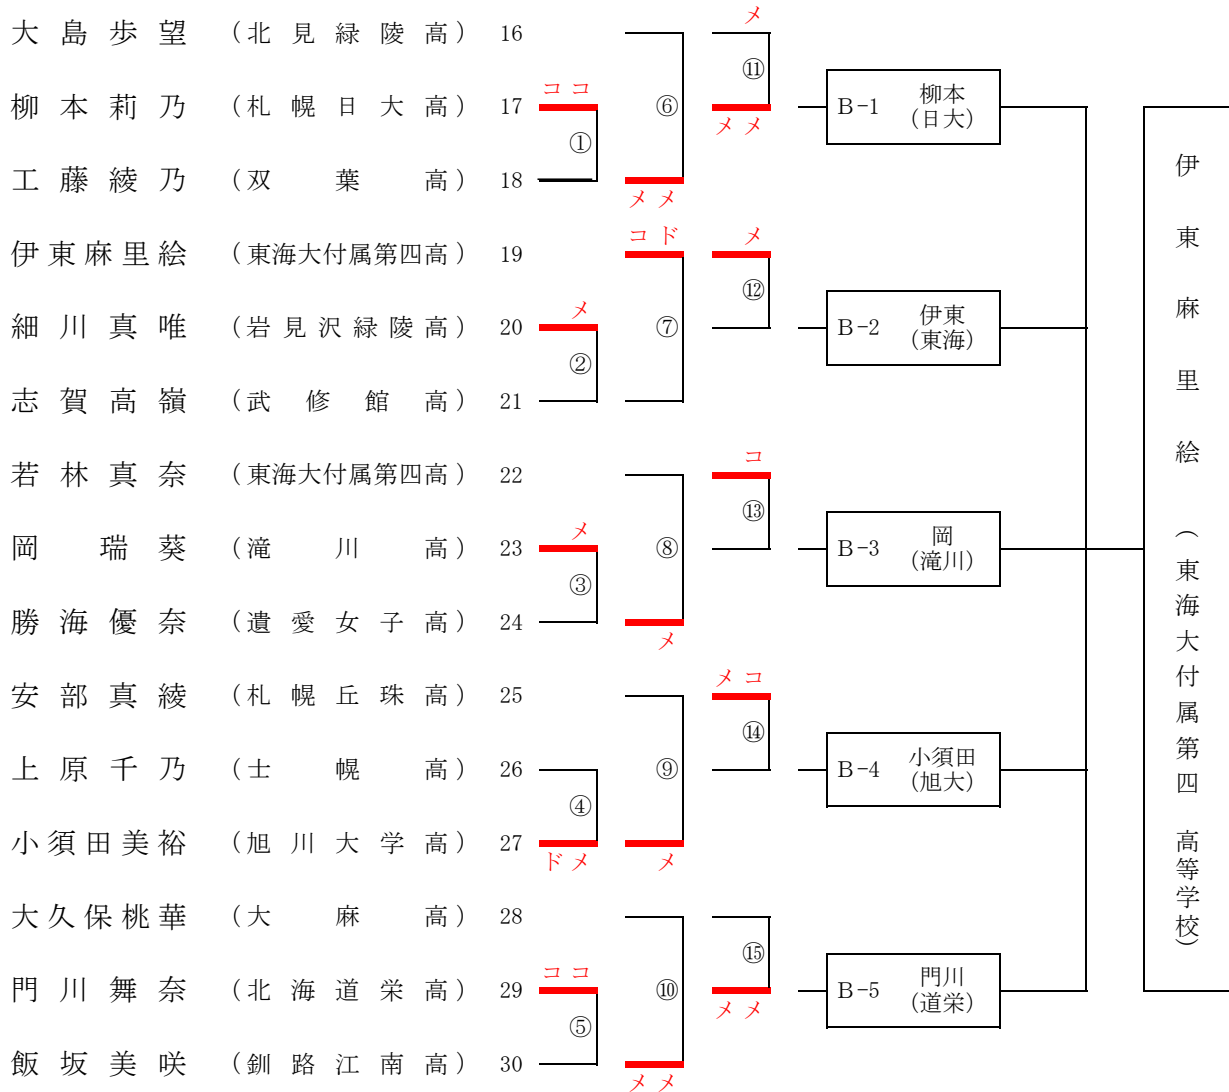 メ
大島歩望 (北見緑陵高) 16
⑪
ココ
柳本莉乃 (札幌日大高) 17
⑥
メメ
B-1 柳本
(日大)
①
工藤綾乃 (双葉高) 18
メメ
コド
メ
伊東麻里絵 (東海大付属第四高) 19
⑫
メ
細川真唯 (岩見沢緑陵高) 20
⑦
B-2 伊東
(東海)
②
志賀高嶺 (武修館高) 21
コ
若林真奈 (東海大付属第四高) 22
⑬
メ
岡瑞葵 (滝川高) 23
⑧
B-3 岡
(滝川)
③
勝海優奈 (遺愛女子高) 24
メ
メコ
安部真綾 (札幌丘珠高) 25
⑭
上原千乃 (士幌高) 26
⑨
B-4 小須田
(旭大)
④
小須田美裕 (旭川大学高) 27
ドメ
メ
大久保桃華 (大麻高) 28
⑮
ココ
門川舞奈 (北海道栄高) 29
⑩
メメ
B-5 門川
(道栄)
⑤
飯坂美咲 (釧路江南高) 30
メメ
伊東麻里絵 (東海大付属第四 高等学校)